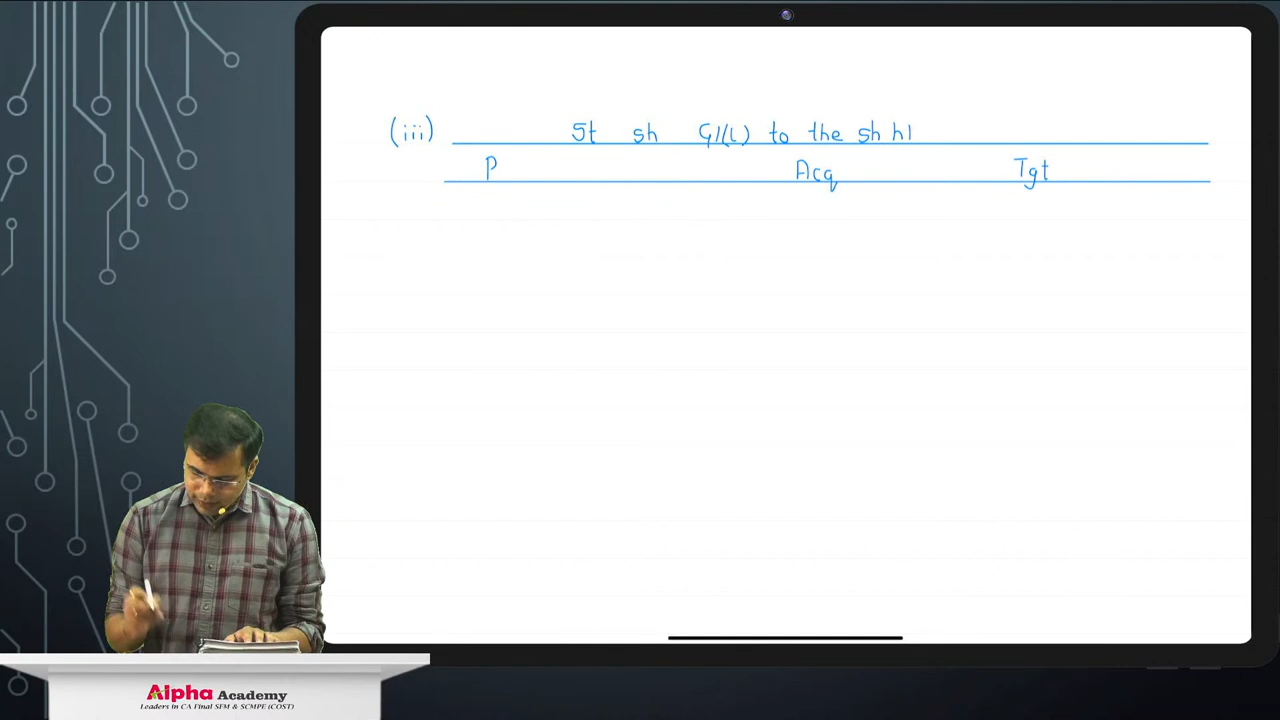 (iii) St sh G/(L) to the sh hl
P Acq Tgt
Alpha Academy
Leaders in CA Final SFM & SCMPE (COST)